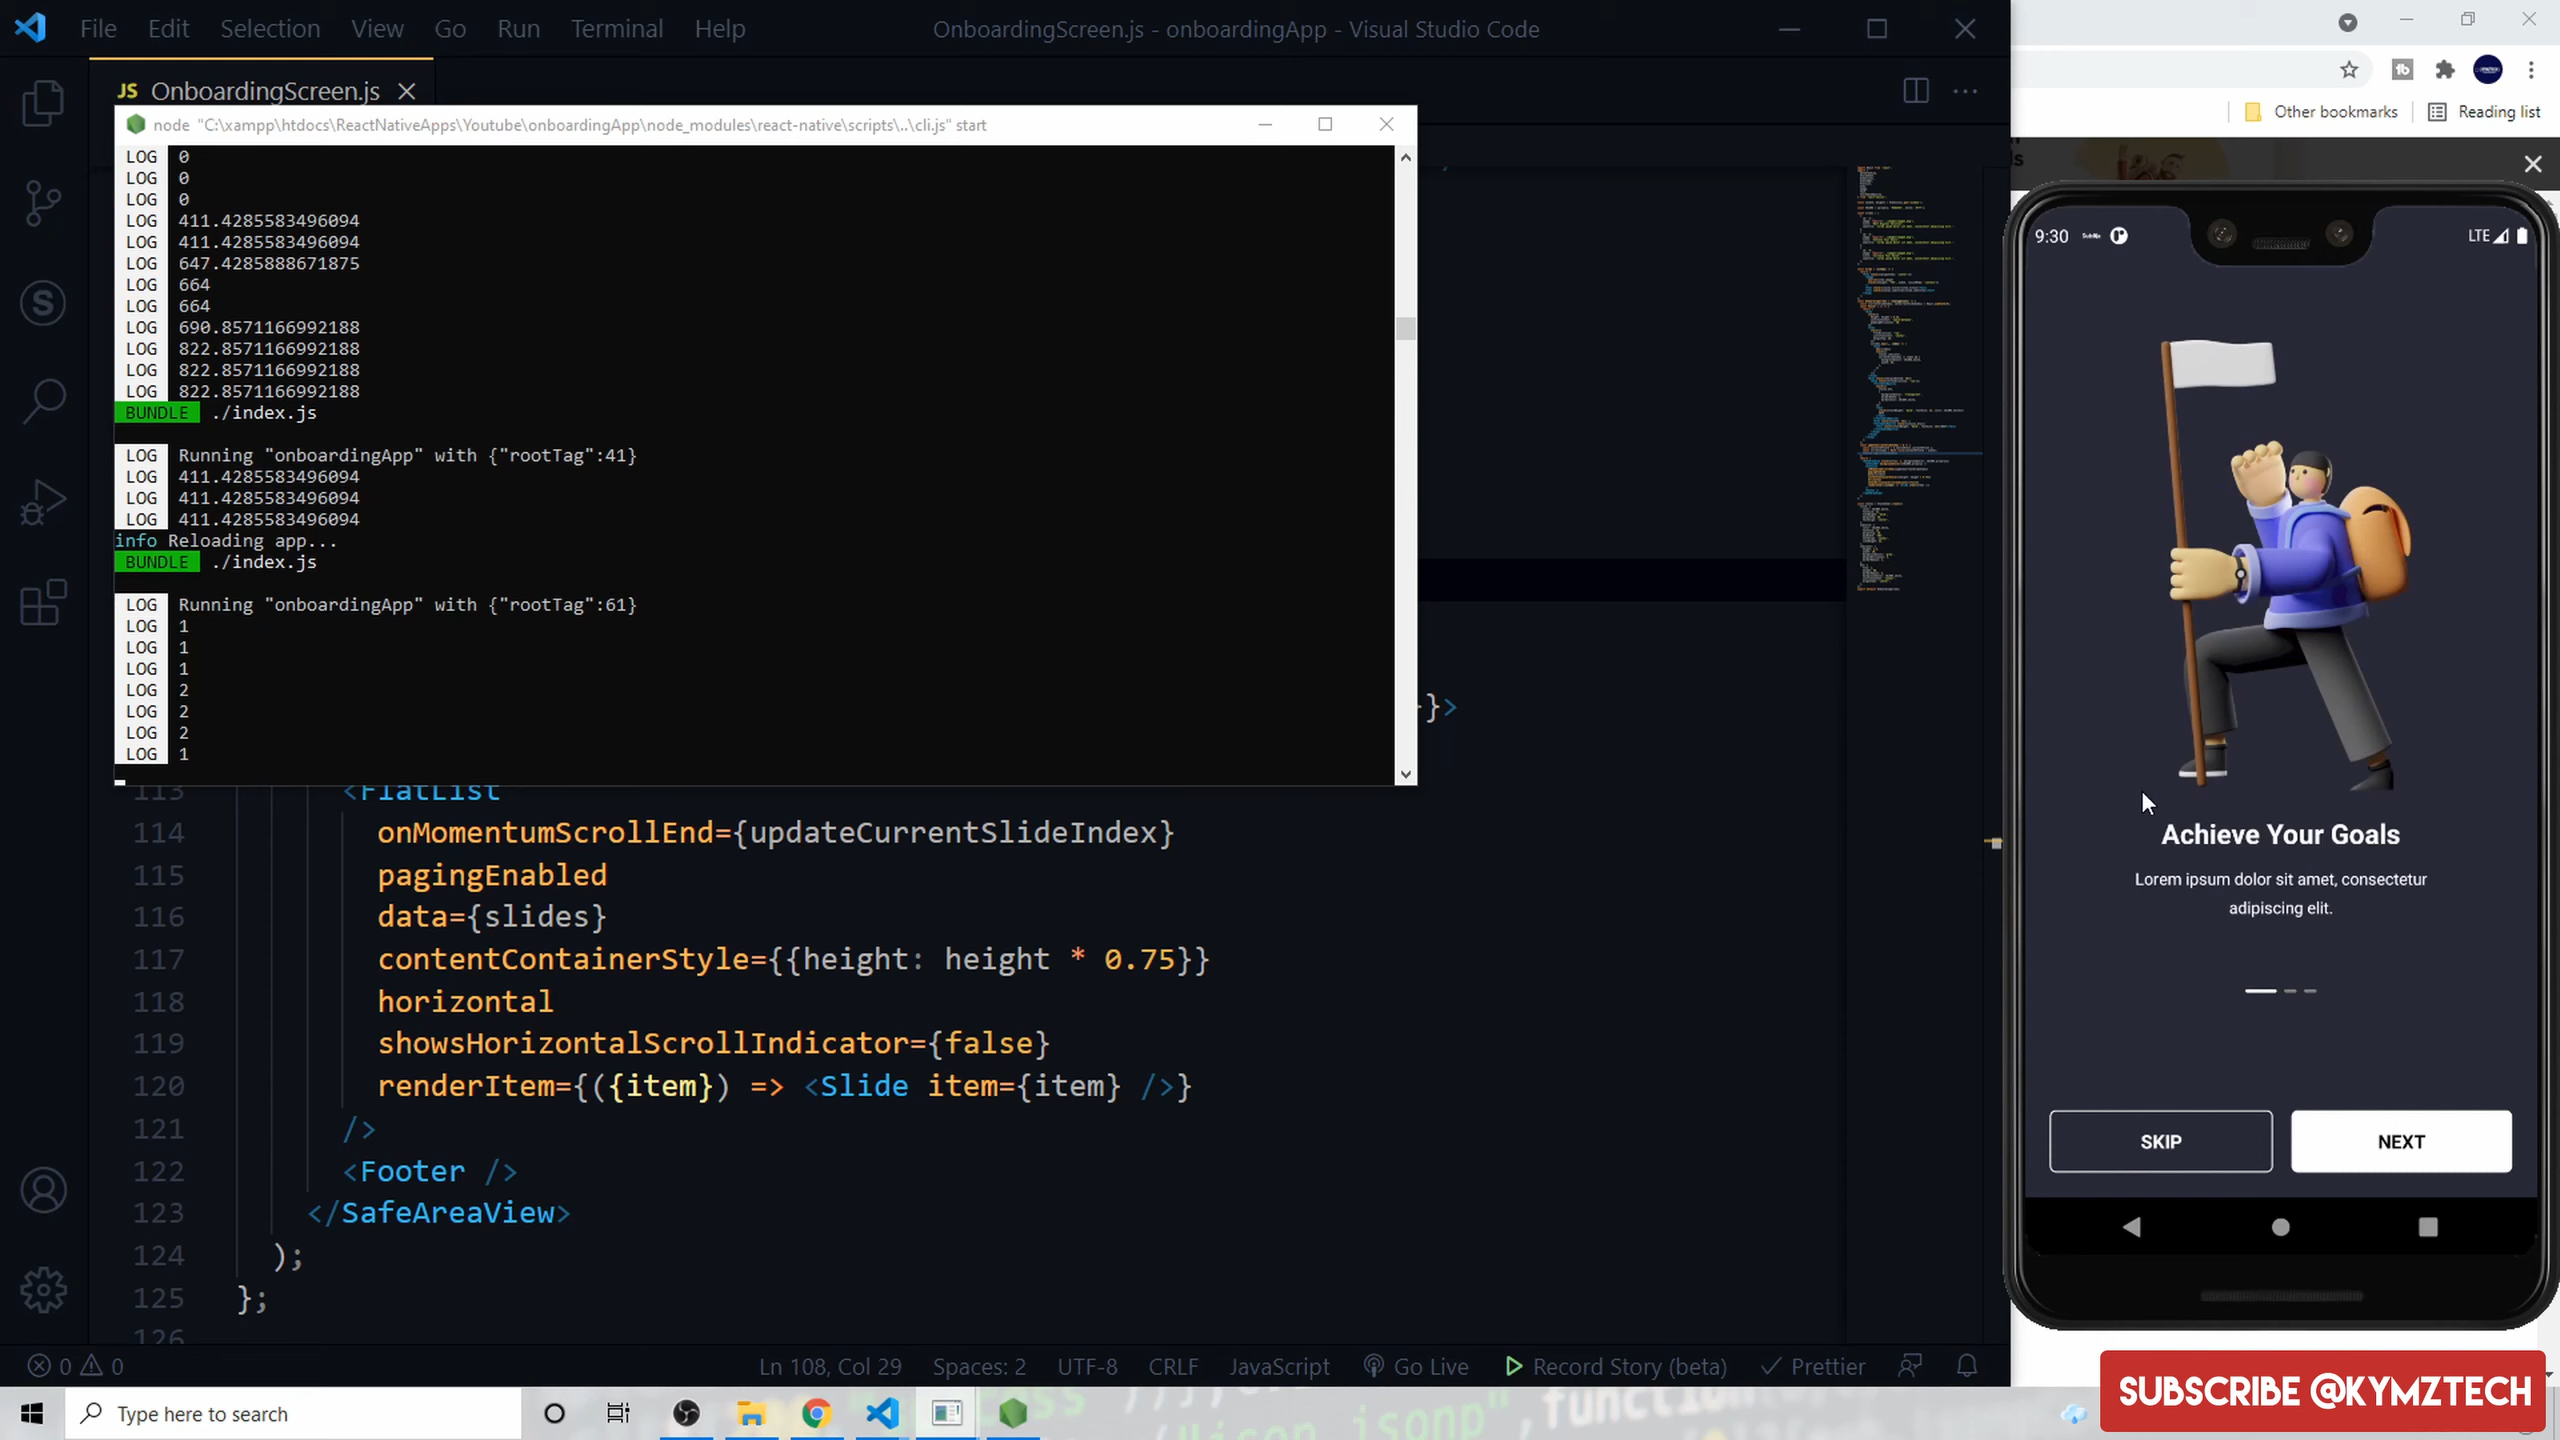 File Edit Selection View Go Run Terminal Help
OnboardingScreen.js - onboardingApp - Visual Studio Code
JS OnboardingScreen.js
node "C:\xampp\htdocs\ReactNativeApps\Youtube\onboardingApp\node_modules\react-native\scripts\..\cli.js" start
LOG 0
LOG 0
LOG 0
LOG 411.4285583496094
LOG 411.4285583496094
LOG 647.4285888671875
LOG 664
LOG 664
LOG 690.8571166992188
LOG 822.8571166992188
LOG 822.8571166992188
LOG 822.8571166992188
BUNDLE ./index.js
LOG Running "onboardingApp" with {"rootTag":41}
LOG 411.4285583496094
LOG 411.4285583496094
LOG 411.4285583496094
info Reloading app...
BUNDLE ./index.js
LOG Running "onboardingApp" with {"rootTag":61}
LOG 1
LOG 1
LOG 1
LOG 2
LOG 2
LOG 2
LOG 1
}>
113 <FlatList
114 onMomentumScrollEnd={updateCurrentSlideIndex}
115 pagingEnabled
116 data={slides}
117 contentContainerStyle={{height: height * 0.75}}
118 horizontal
119 showsHorizontalScrollIndicator={false}
120 renderItem={({item}) => <Slide item={item} />}
121 />
122 <Footer />
123 </SafeAreaView>
124 );
125 };
126
0 0
Ln 108, Col 29 Spaces: 2 UTF-8 CRLF JavaScript Go Live Record Story (beta) Prettier
Type here to search
Other bookmarks Reading list
9:30
LTE
Achieve Your Goals
Lorem ipsum dolor sit amet, consectetur
adipiscing elit.
SKIP NEXT
SUBSCRIBE @KYMZTECH